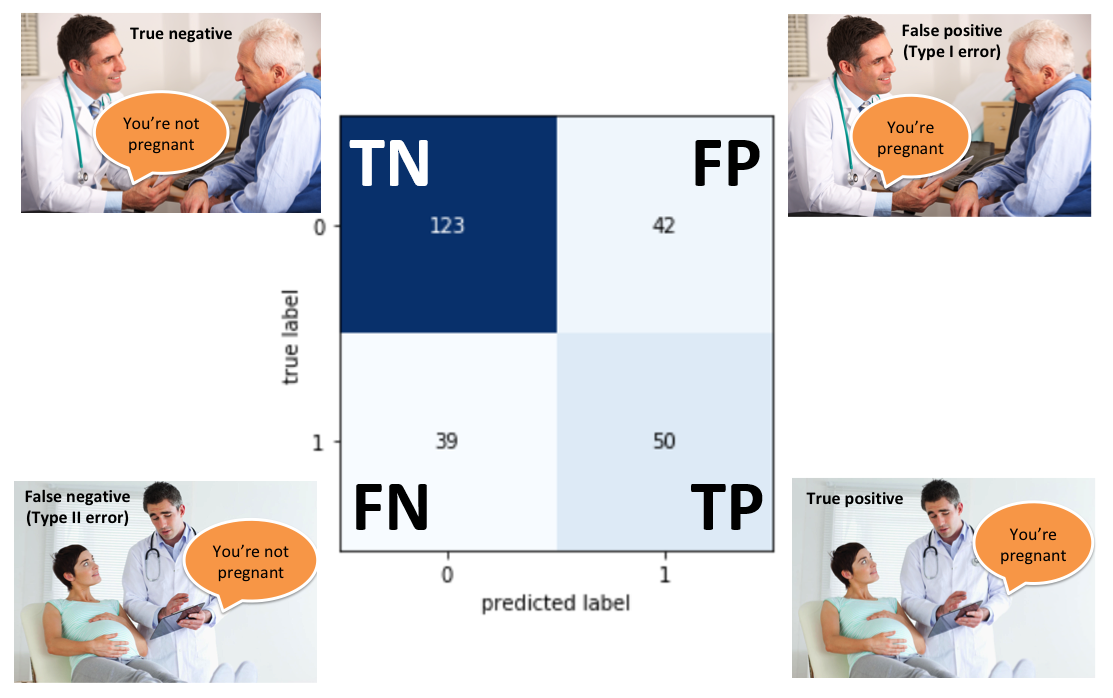 True negative
You're not
pregnant
False positive
(Type I error)
You're
pregnant
TN
FP
0
123
42
true label
1
39
50
FN
TP
0
1
predicted label
False negative
(Type II error)
You're not
pregnant
True positive
You're
pregnant